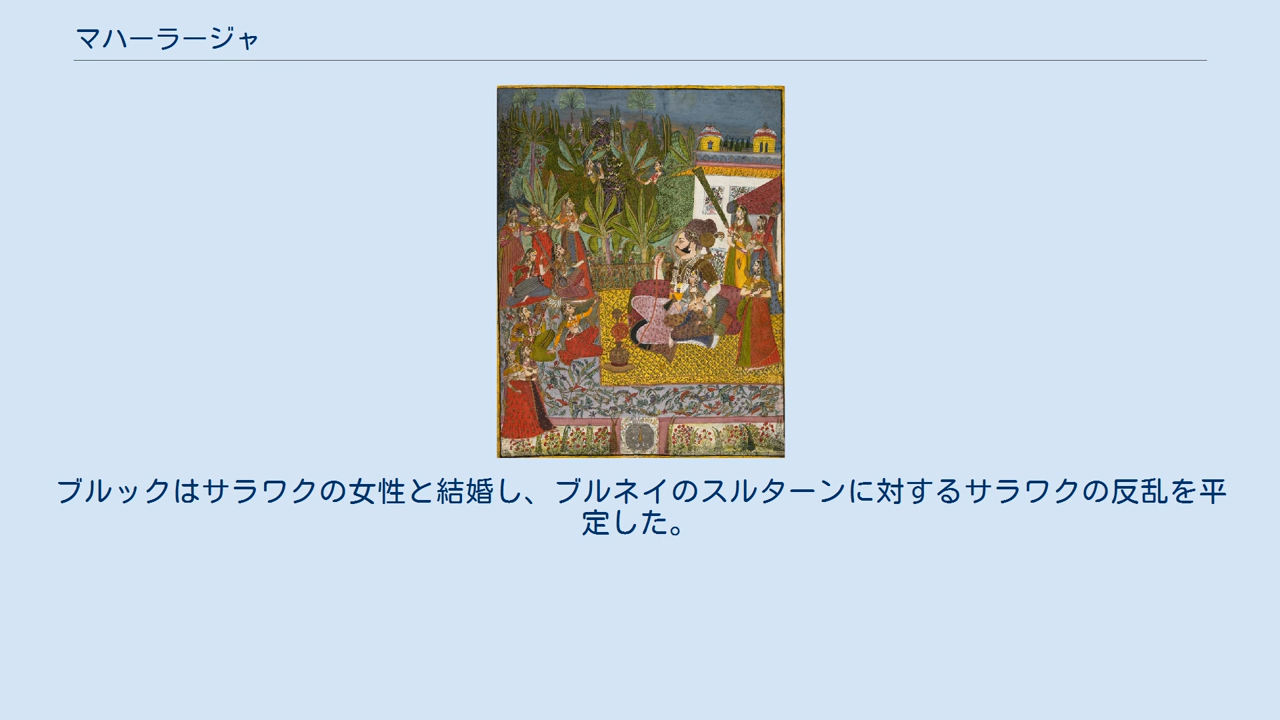 マハーラージャ
ブルックはサラワクの女性と結婚し、ブルネイのスルターンに対するサラワクの反乱を平
定した。